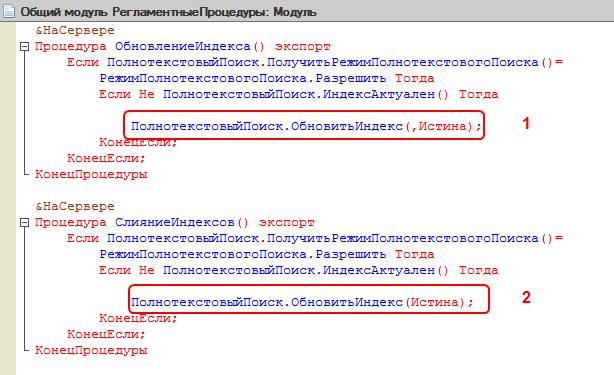 Общий модуль РегламентныеПроцедуры: Модуль
&НаСервере
Процедура ОбновлениеИндекса() экспорт
Если ПолнотекстовыйПоиск.ПолучитьРежимПолнотекстовогоПоиска()=
РежимПолнотекстовогоПоиска.Разрешить Тогда
Если Не ПолнотекстовыйПоиск.ИндексАктуален() Тогда
ПолнотекстовыйПоиск.ОбновитьИндекс(,Истина); 1
КонецЕсли;
КонецЕсли;
КонецПроцедуры
&НаСервере
Процедура СлияниеИндексов() экспорт
Если ПолнотекстовыйПоиск.ПолучитьРежимПолнотекстовогоПоиска()=
РежимПолнотекстовогоПоиска.Разрешить Тогда
Если Не ПолнотекстовыйПоиск.ИндексАктуален() Тогда
ПолнотекстовыйПоиск.ОбновитьИндекс(Истина); 2
КонецЕсли;
КонецЕсли;
КонецПроцедуры